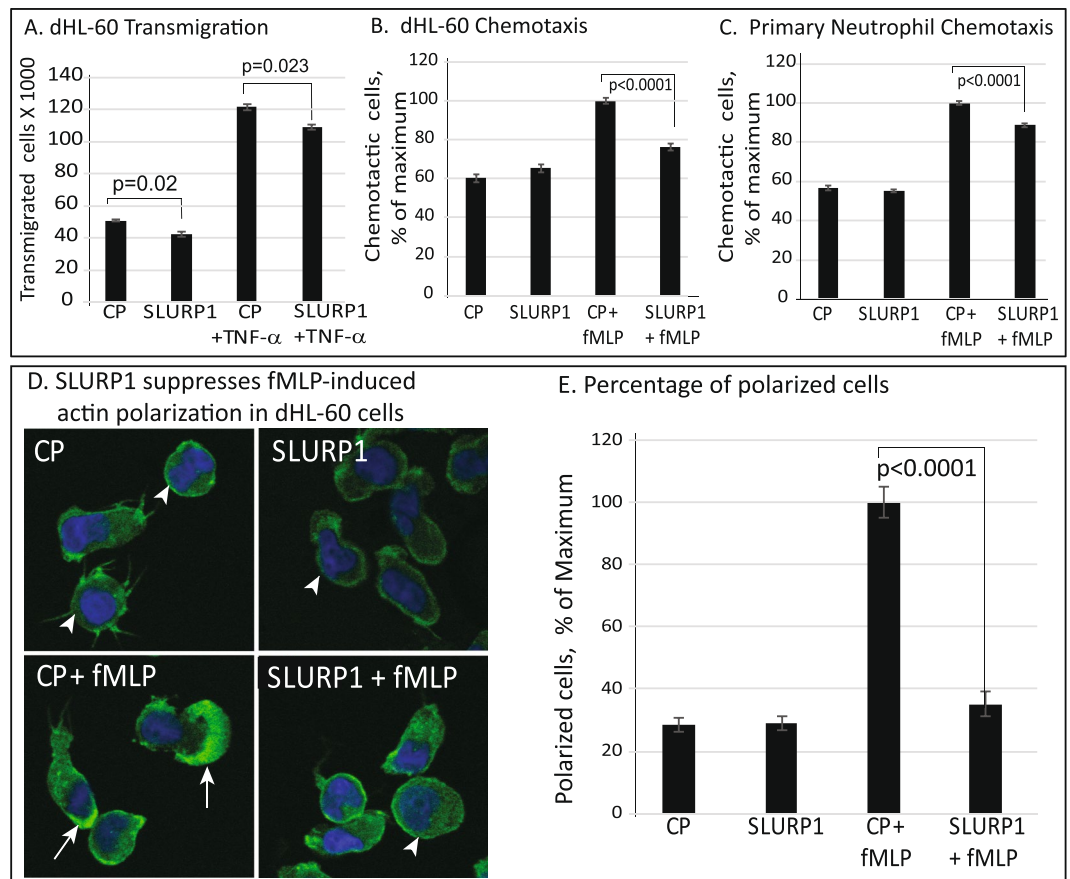 A. dHL-60 Transmigration
Transmigrated cells X 1000
140
120
100
80
60
40
20
0
p=0.02
p=0.023
CP
SLURP1
CP
+TNF-α
SLURP1
+TNF-α
B. dHL-60 Chemotaxis
Chemotactic cells,
% of maximum
120
100
80
60
40
20
0
p<0.0001
CP
SLURP1
CP+
fMLP
SLURP1
+ fMLP
C. Primary Neutrophil Chemotaxis
Chemotactic cells,
% of maximum
120
100
80
60
40
20
0
p<0.0001
CP
SLURP1
CP+
fMLP
SLURP1
+ fMLP
D. SLURP1 suppresses fMLP-induced
actin polarization in dHL-60 cells
CP
SLURP1
CP+ fMLP
SLURP1 + fMLP
E. Percentage of polarized cells
Polarized cells, % of Maximum
120
100
80
60
40
20
0
p<0.0001
CP
SLURP1
CP+
fMLP
SLURP1
+ fMLP